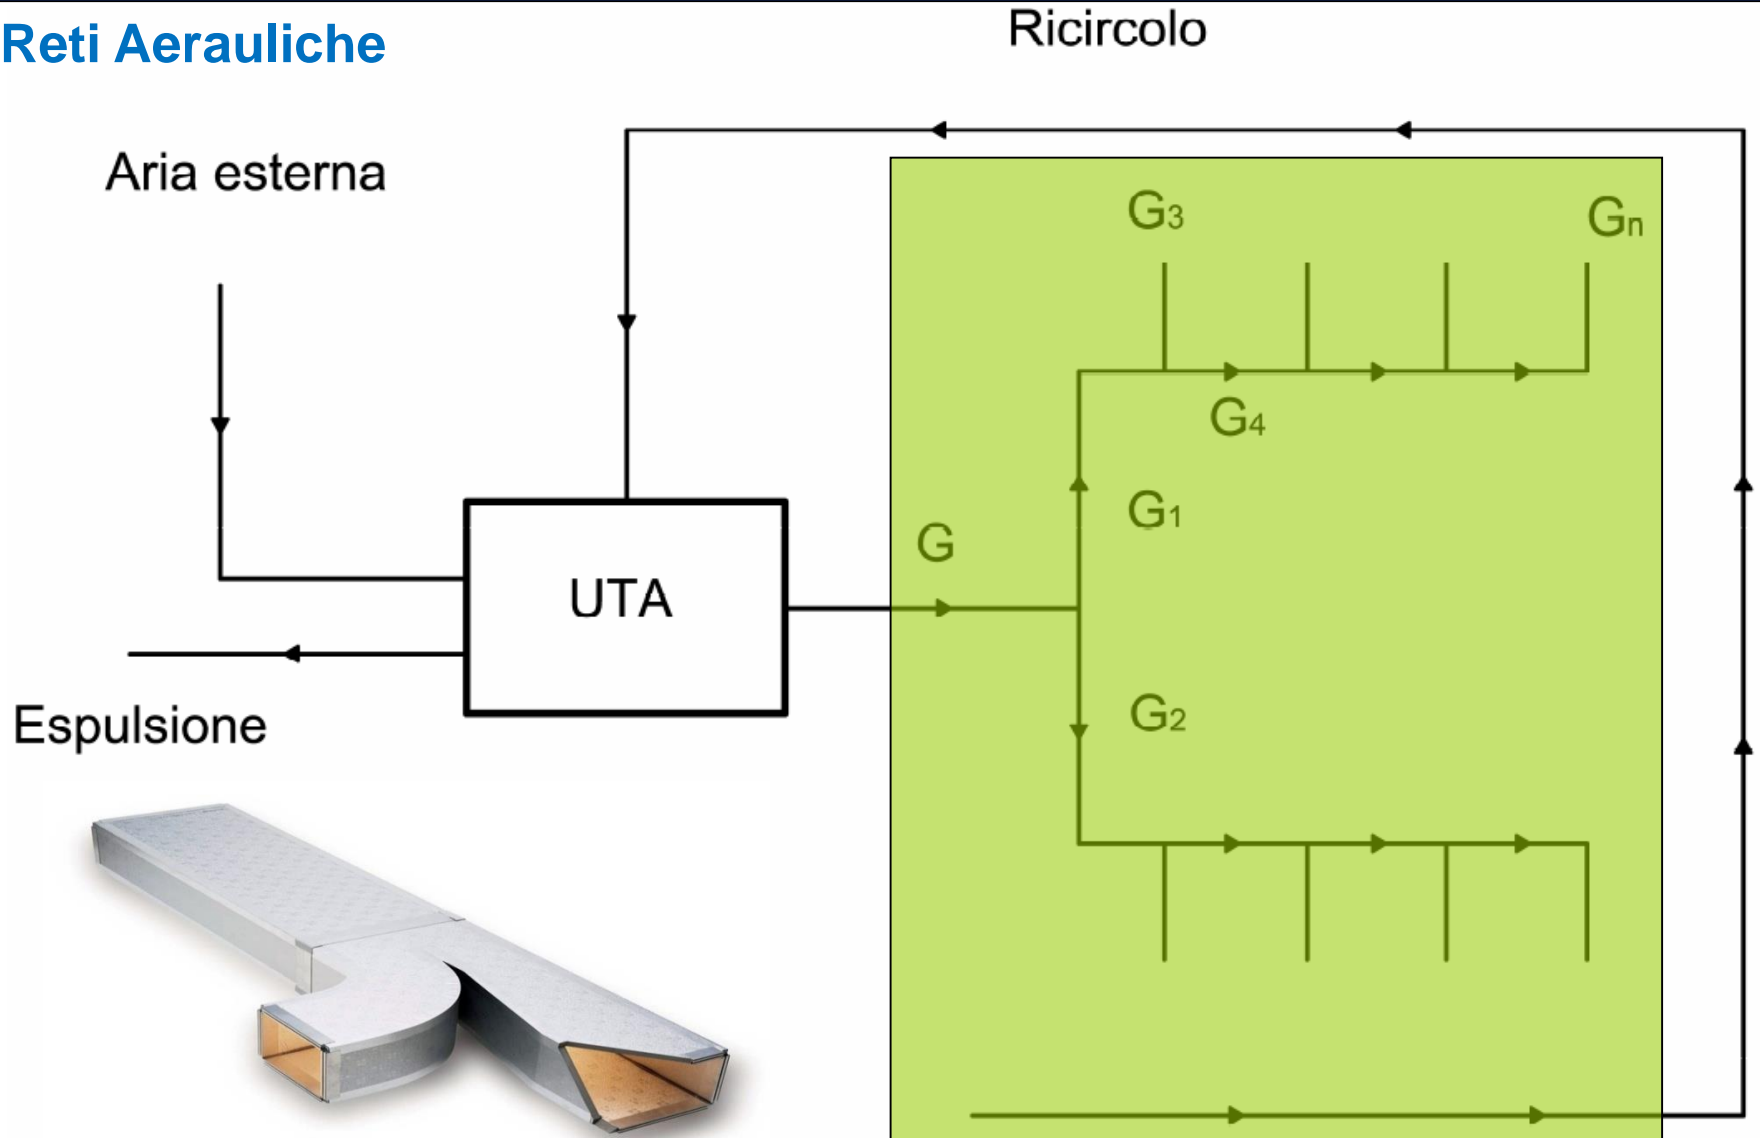 Ricircolo
Reti Aerauliche
Aria esterna
G3
Gn
G4
G1
G
UTA
G2
Espulsione